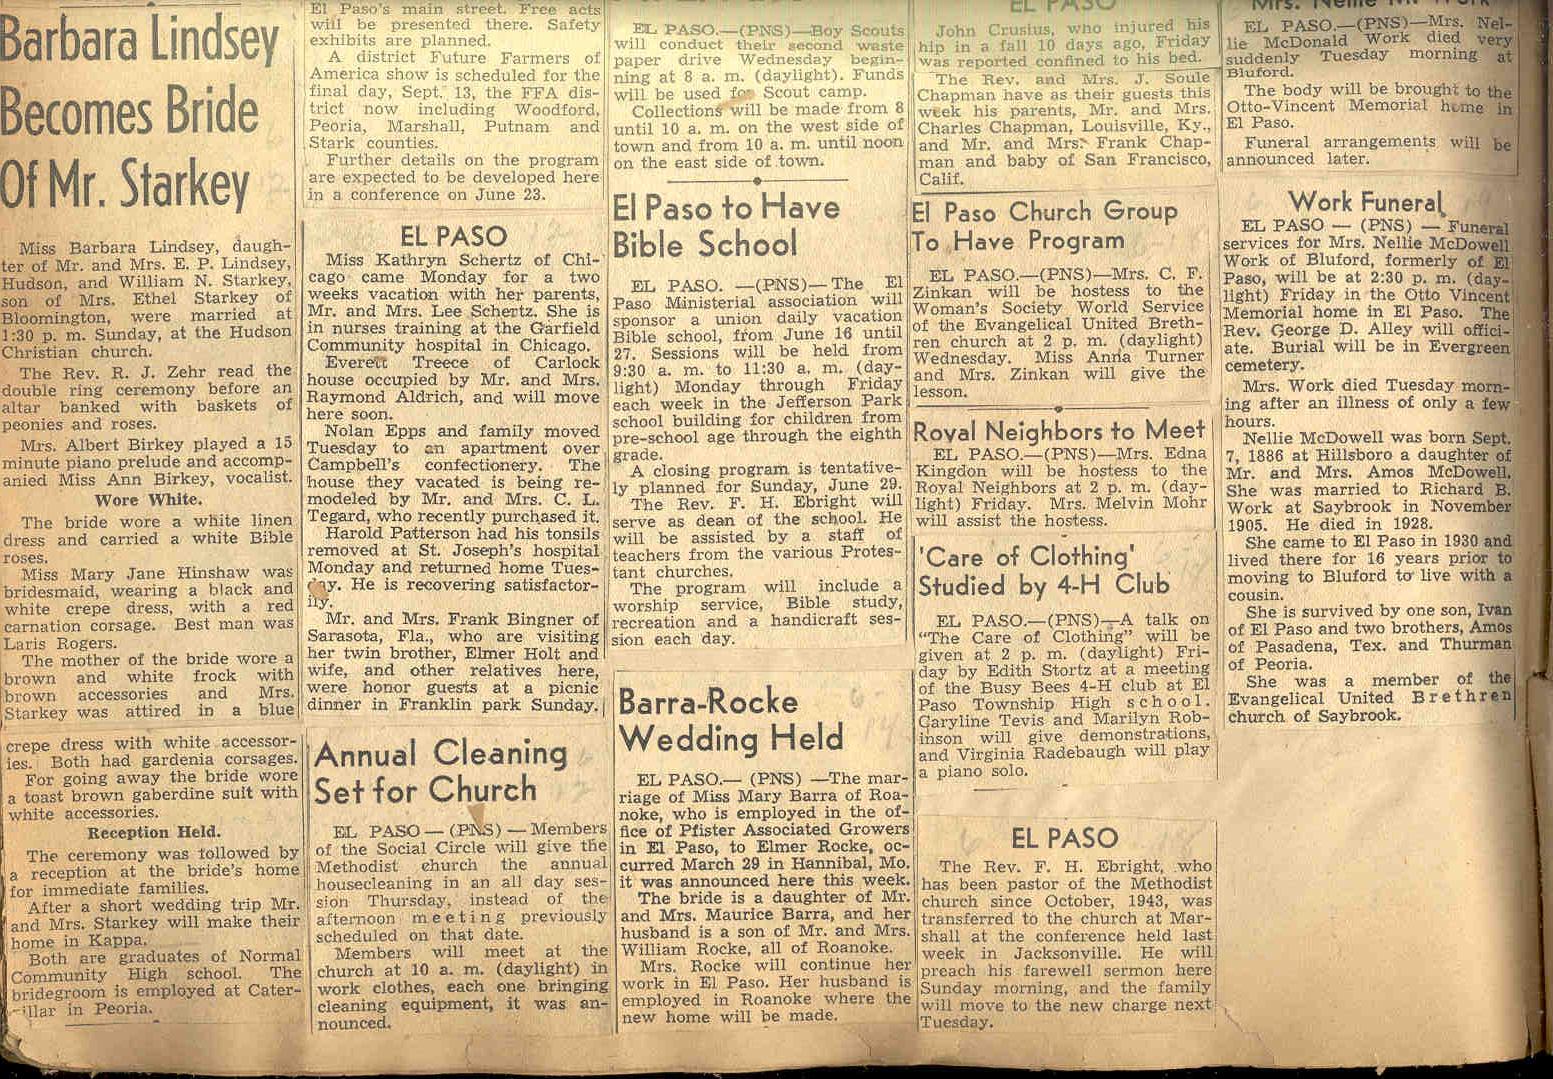 Barbara Lindsey
Becomes Bride
Of Mr. Starkey
Miss Barbara Lindsey, daugh-
ter of Mr. and Mrs. E. P. Lindsey,
Hudson, and William N. Starkey,
son of Mrs. Ethel Starkey of
Bloomington, were married at
1:30 p. m. Sunday, at the Hudson
Christian church.
The Rev. R. J. Zehr read the
double ring ceremony before an
altar banked with baskets of
peonies and roses.
Mrs. Albert Birkey played a 15
minute piano prelude and accomp-
anied Miss Ann Birkey, vocalist.
Wore White.
The bride wore a white linen
dress and carried a white Bible
roses.
Miss Mary Jane Hinshaw was
bridesmaid, wearing a black and
white crepe dress, with a red
carnation corsage. Best man was
Laris Rogers.
The mother of the bride wore a
brown and white frock with
brown accessories and Mrs.
Starkey was attired in a blue
crepe dress with white accessor-
ies. Both had gardenia corsages.
For going away the bride wore
a toast brown gaberdine suit with
white accessories.
Reception Held.
The ceremony was followed by
a reception at the bride's home
for immediate families.
After a short wedding trip Mr.
and Mrs. Starkey will make their
home in Kappa.
Both are graduates of Normal
Community High school. The
bridegroom is employed at Cater-
illar in Peoria.
El Paso's main street. Free acts
will be presented there. Safety
exhibits are planned.
A district Future Farmers of
America show is scheduled for the
final day, Sept. 13, the FFA dis-
trict now including Woodford,
Peoria, Marshall, Putnam and
Stark counties.
Further details on the program
are expected to be developed here
in a conference on June 23.
EL PASO
Miss Kathryn Schertz of Chi-
cago came Monday for a two
weeks vacation with her parents,
Mr. and Mrs. Lee Schertz. She is
in nurses training at the Garfield
Community hospital in Chicago.
Everett Treece of Carlock
house occupied by Mr. and Mrs.
Raymond Aldrich, and will move
here soon.
Nolan Epps and family moved
Tuesday to an apartment over
Campbell's confectionery. The
house they vacated is being re-
modeled by Mr. and Mrs. C. L.
Tegard, who recently purchased it.
Harold Patterson had his tonsils
removed at St. Joseph's hospital
Monday and returned home Tues-
day. He is recovering satisfactor-
ily.
Mr. and Mrs. Frank Bingner of
Sarasota, Fla., who are visiting
her twin brother, Elmer Holt and
wife, and other relatives here,
were honor guests at a picnic
dinner in Franklin park Sunday.
Annual Cleaning
Set for Church
EL PASO — (PNS) — Members
of the Social Circle will give the
Methodist church the annual
housecleaning in an all day ses-
sion Thursday, instead of the
afternoon meeting previously
scheduled on that date.
Members will meet at the
church at 10 a. m. (daylight) in
work clothes, each one bringing
cleaning equipment, it was an-
nounced.
EL PASO.—(PNS)—Boy Scouts
will conduct their second waste
paper drive Wednesday begin-
ning at 8 a. m. (daylight). Funds
will be used for Scout camp.
Collections will be made from 8
until 10 a. m. on the west side of
town and from 10 a. m. until noon
on the east side of town.
El Paso to Have
Bible School
EL PASO. —(PNS)— The El
Paso Ministerial association will
sponsor a union daily vacation
Bible school, from June 16 until
27. Sessions will be held from
9:30 a. m. to 11:30 a. m. (day-
light) Monday through Friday
each week in the Jefferson Park
school building for children from
pre-school age through the eighth
grade.
A closing program is tentative-
ly planned for Sunday, June 29.
The Rev. F. H. Ebright will
serve as dean of the school. He
will be assisted by a staff of
teachers from the various Protes-
tant churches.
The program will include a
worship service, Bible study,
recreation and a handicraft ses-
sion each day.
Barra-Rocke
Wedding Held
EL PASO.— (PNS) —The mar-
riage of Miss Mary Barra of Roa-
noke, who is employed in the of-
fice of Pfister Associated Growers
in El Paso, to Elmer Rocke, oc-
curred March 29 in Hannibal, Mo.
it was announced here this week.
The bride is a daughter of Mr.
and Mrs. Maurice Barra, and her
husband is a son of Mr. and Mrs.
William Rocke, all of Roanoke.
Mrs. Rocke will continue her
work in El Paso. Her husband is
employed in Roanoke where the
new home will be made.
EL PASO
John Crusius, who injured his
hip in a fall 10 days ago, Friday
was reported confined to his bed.
The Rev. and Mrs. J. Soule
Chapman have as their guests this
week his parents, Mr. and Mrs.
Charles Chapman, Louisville, Ky.,
and Mr. and Mrs. Frank Chap-
man and baby of San Francisco,
Calif.
El Paso Church Group
To Have Program
EL PASO.—(PNS)—Mrs. C. F.
Zinkan will be hostess to the
Woman's Society World Service
of the Evangelical United Breth-
ren church at 2 p. m. (daylight)
Wednesday. Miss Anna Turner
and Mrs. Zinkan will give the
lesson.
Royal Neighbors to Meet
EL PASO.—(PNS)—Mrs. Edna
Kingdon will be hostess to the
Royal Neighbors at 2 p. m. (day-
light) Friday. Mrs. Melvin Mohr
will assist the hostess.
'Care of Clothing'
Studied by 4-H Club
EL PASO.—(PNS)—A talk on
"The Care of Clothing" will be
given at 2 p. m. (daylight) Fri-
day by Edith Stortz at a meeting
of the Busy Bees 4-H club at El
Paso Township High school.
Garyline Tevis and Marilyn Rob-
inson will give demonstrations,
and Virginia Radebaugh will play
a piano solo.
EL PASO
The Rev. F. H. Ebright, who
has been pastor of the Methodist
church since October, 1943, was
transferred to the church at Mar-
shall at the conference held last
week in Jacksonville. He will
preach his farewell sermon here
Sunday morning, and the family
will move to the new charge next
Tuesday.
Mrs. Nellie M. Work
EL PASO.—(PNS)—Mrs. Nel-
lie McDonald Work died very
suddenly Tuesday morning at
Bluford.
The body will be brought to the
Otto-Vincent Memorial home in
El Paso.
Funeral arrangements will be
announced later.
Work Funeral
EL PASO — (PNS) — Funeral
services for Mrs. Nellie McDowell
Work of Bluford, formerly of El
Paso, will be at 2:30 p. m. (day-
light) Friday in the Otto Vincent
Memorial home in El Paso. The
Rev. George D. Alley will offici-
ate. Burial will be in Evergreen
cemetery.
Mrs. Work died Tuesday morn-
ing after an illness of only a few
hours.
Nellie McDowell was born Sept.
7, 1886 at Hillsboro a daughter of
Mr. and Mrs. Amos McDowell.
She was married to Richard B.
Work at Saybrook in November
1905. He died in 1928.
She came to El Paso in 1930 and
lived there for 16 years prior to
moving to Bluford to live with a
cousin.
She is survived by one son, Ivan
of El Paso and two brothers, Amos
of Pasadena, Tex. and Thurman
of Peoria.
She was a member of the
Evangelical United Brethren
church of Saybrook.